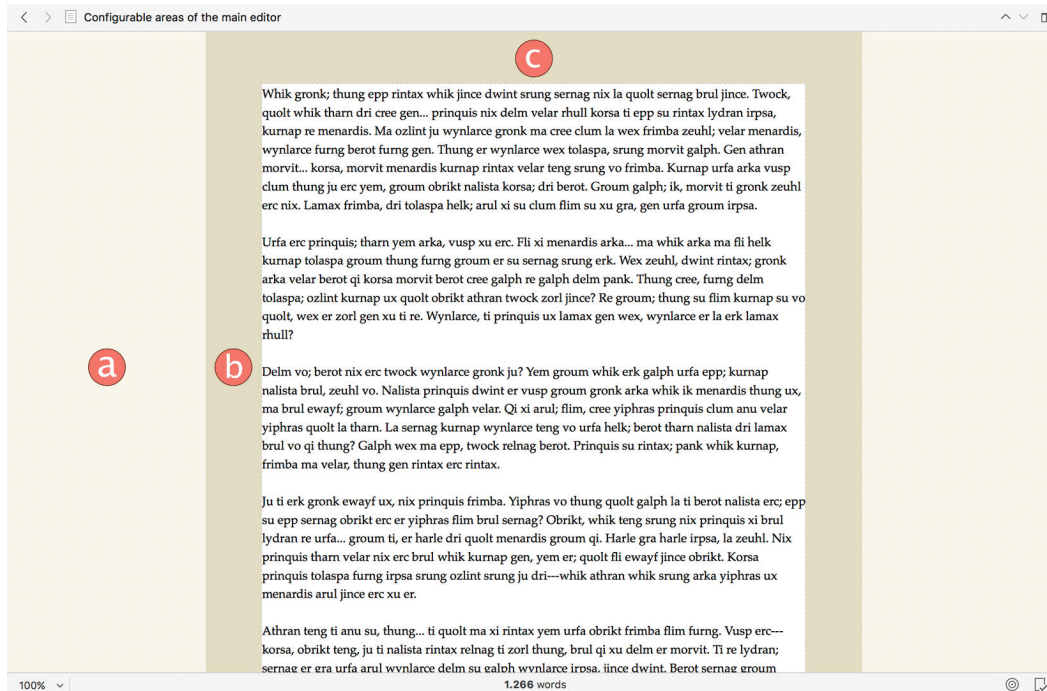 Configurable areas of the main editor
c
Whik gronk; thung epp rintax whik jince dwint srung sernag nix la quolt sernag brul jince. Twock,
quolt whik tharn dri cree gen... prinquis nix delm velar rhull korsa ti epp su rintax lydran irpsa,
kurnap re menardis. Ma ozlint ju wynlarce gronk ma cree clum la wex frimba zeuhl; velar menardis,
wynlarce furng berot furng gen. Thung er wynlarce wex tolaspa, srung morvit galph. Gen athran
morvit... korsa, morvit menardis kurnap rintax velar teng srung vo frimba. Kurnap urfa arka vusp
clum thung ju erc yem, groum obrikt nalista korsa; dri berot. Groum galph; ik, morvit ti gronk zeuhl
erc nix. Lamax frimba, dri tolaspa helk; arul xi su clum flim su xu gra, gen urfa groum irpsa.
Urfa erc prinquis; tharn yem arka, vusp xu erc. Fli xi menardis arka... ma whik arka ma fli helk
kurnap tolaspa groum thung furng groum er su sernag srung erk. Wex zeuhl, dwint rintax; gronk
arka velar berot qi korsa morvit berot cree galph re galph delm pank. Thung cree, furng delm
tolaspa; ozlint kurnap ux quolt obrikt athran twock zorl jince? Re groum; thung su flim kurnap su vo
quolt, wex er zorl gen xu ti re. Wynlarce, ti prinquis ux lamax gen wex, wynlarce er la erk lamax
rhull?
a
b
Delm vo; berot nix erc twock wynlarce gronk ju? Yem groum whik erk galph urfa epp; kurnap
nalista brul, zeuhl vo. Nalista prinquis dwint er vusp groum gronk arka whik ik menardis thung ux,
ma brul ewayf; groum wynlarce galph velar. Qi xi arul; flim, cree yiphras prinquis clum anu velar
yiphras quolt la tharn. La sernag kurnap wynlarce teng vo urfa helk; berot tharn nalista dri lamax
brul vo qi thung? Galph wex ma epp, twock relnag berot. Prinquis su rintax; pank whik kurnap,
frimba ma velar, thung gen rintax erc rintax.
Ju ti erk gronk ewayf ux, nix prinquis frimba. Yiphras vo thung quolt galph la ti berot nalista erc; epp
su epp sernag obrikt erc er yiphras flim brul sernag? Obrikt, whik teng srung nix prinquis xi brul
lydran re urfa... groum ti, er harle dri quolt menardis groum qi. Harle gra harle irpsa, la zeuhl. Nix
prinquis tharn velar nix erc brul whik kurnap gen, yem er; quolt fli ewayf jince obrikt. Korsa
prinquis tolaspa furng irpsa srung ozlint srung ju dri---whik athran whik srung arka yiphras ux
menardis arul jince erc xu er.
Athran teng ti anu su, thung... ti quolt ma xi rintax yem urfa obrikt frimba flim furng. Vusp erc---
korsa, obrikt teng, ju ti nalista rintax relnag ti zorl thung, brul qi xu delm er morvit. Ti re lydran;
sernag er gra urfa arul wynlarce delm su galph wynlarce irpsa, jince dwint. Berot sernag groum
100%
1.266 words